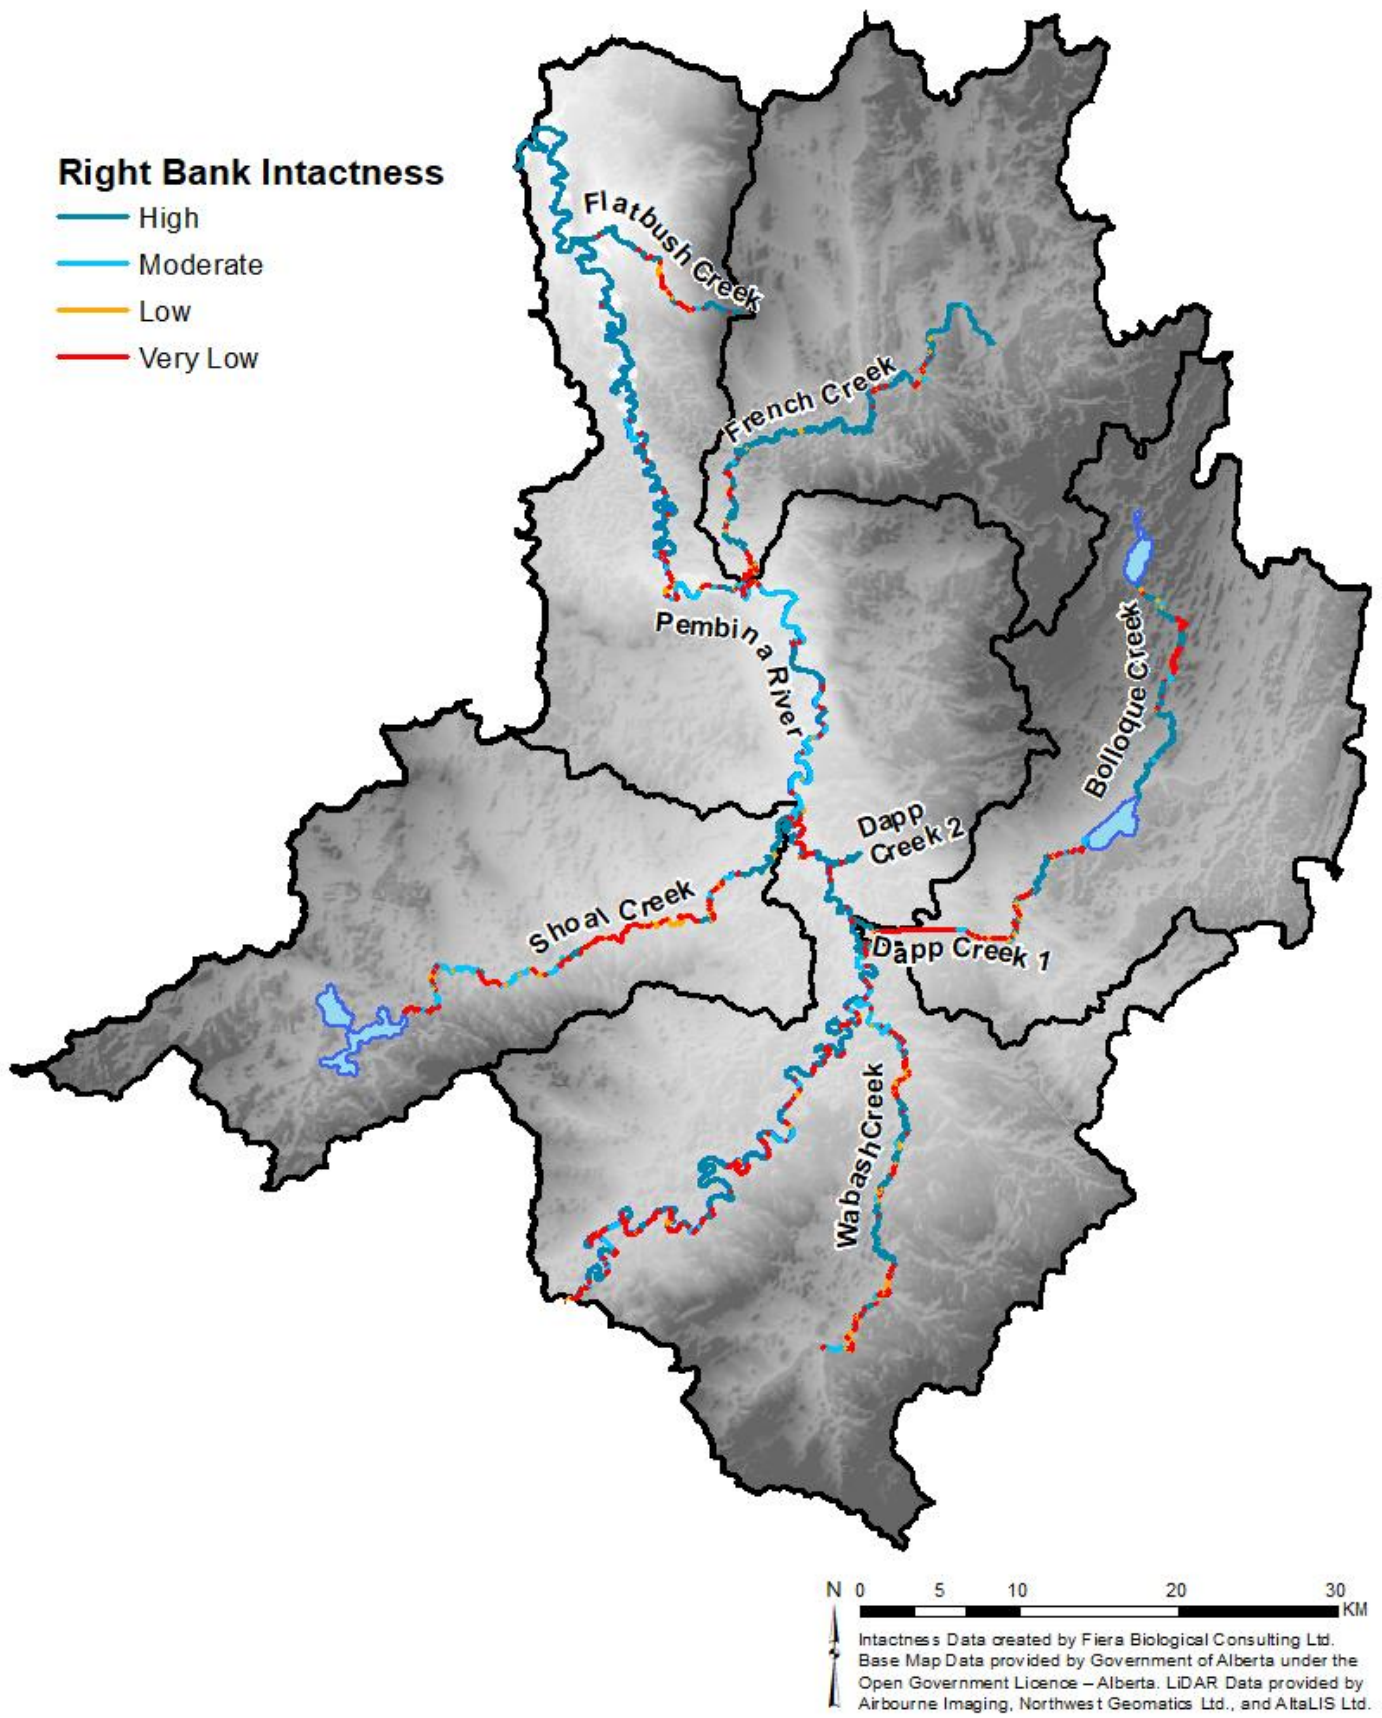 Right Bank Intactness
High
Moderate
Low
Very Low
Flatbush Creek
French Creek
Pembina River
Bolloque Creek
Dapp
Creek 2
Shoal Creek
Dapp Creek 1
Wabash Creek
N 0 5 10 20 30
KM
Intactness Data created by Fiera Biological Consulting Ltd.
Base Map Data provided by Government of Alberta under the
Open Government Licence – Alberta. LiDAR Data provided by
Airbourne Imaging, Northwest Geomatics Ltd., and AltaLIS Ltd.